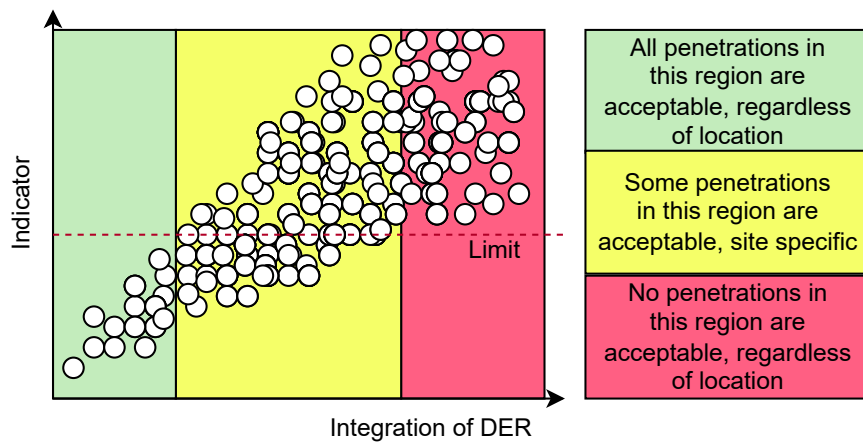 Indicator
Limit
Integration of DER
All penetrations in
this region are
acceptable, regardless
of location
Some penetrations
in this region are
acceptable, site specific
No penetrations in
this region are
acceptable, regardless
of location